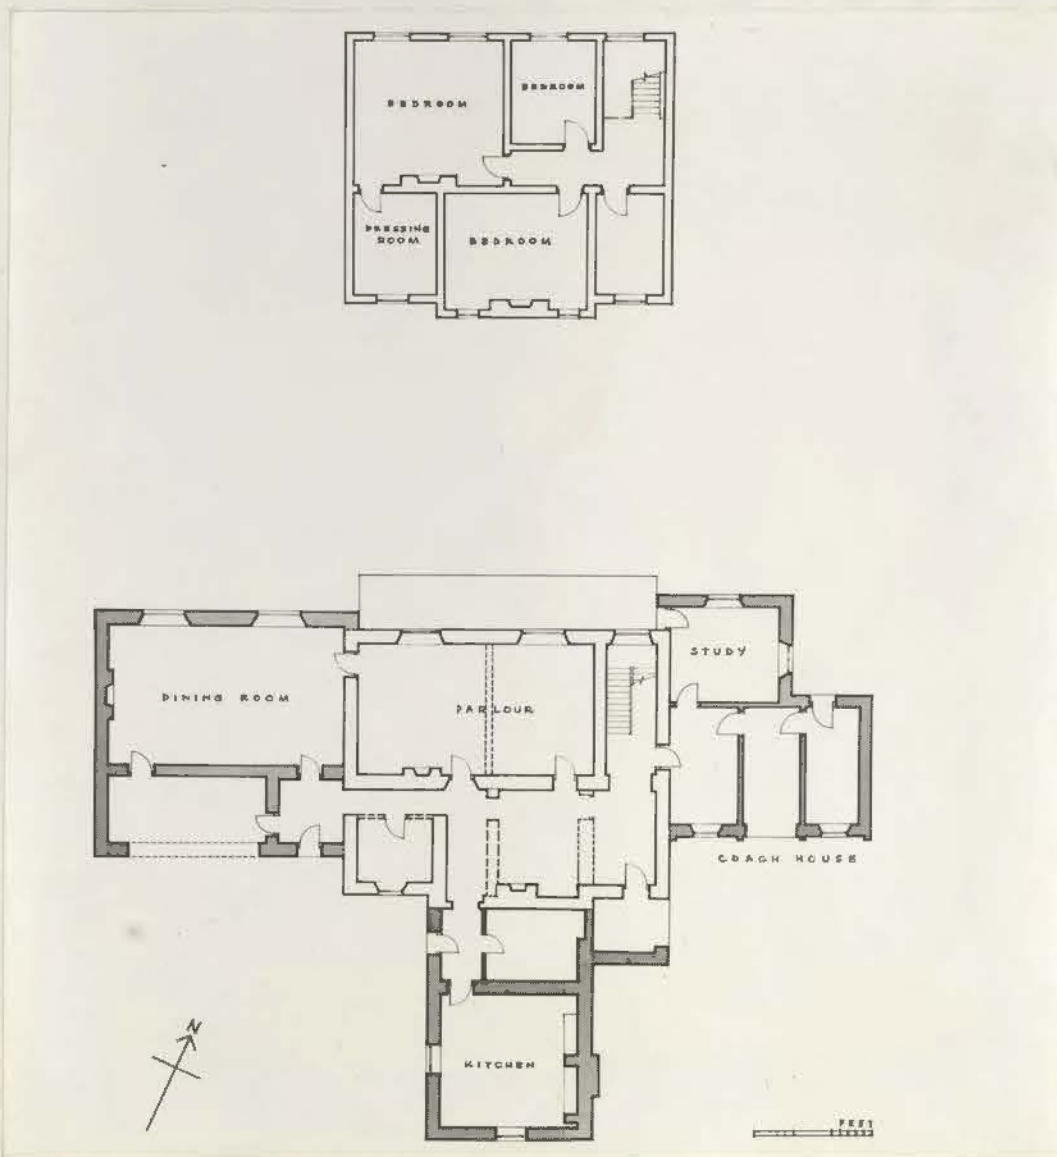 BEDROOM
BEDROOM
DRESSING
ROOM
BEDROOM
STUDY
DINING ROOM
PARLOUR
COACH HOUSE
N
KITCHEN
FEET